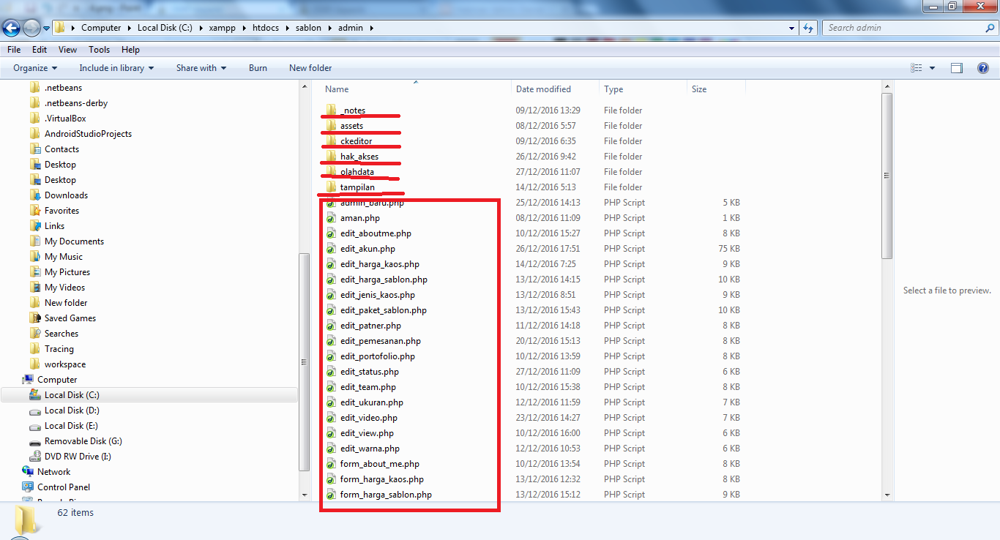 Computer Local Disk (C:) xampp htdocs sablon admin
Search admin
File Edit View Tools Help
Organize Include in library Share with Burn New folder
.netbeans
.netbeans-derby
.VirtualBox
AndroidStudioProjects
Contacts
Desktop
Desktop
Downloads
Favorites
Links
My Documents
My Music
My Pictures
My Videos
New folder
Saved Games
Searches
Tracing
workspace
Computer
Local Disk (C:)
Local Disk (D:)
Local Disk (E:)
Removable Disk (G:)
DVD RW Drive (I:)
Network
Control Panel
Name Date modified Type Size
_notes 09/12/2016 13:29 File folder
assets 08/12/2016 5:57 File folder
ckeditor 09/12/2016 6:35 File folder
hak_akses 26/12/2016 9:42 File folder
olahdata 27/12/2016 11:07 File folder
tampilan 14/12/2016 5:13 File folder
admin_baru.php 25/12/2016 14:13 PHP Script 5 KB
aman.php 08/12/2016 11:09 PHP Script 1 KB
edit_aboutme.php 10/12/2016 15:27 PHP Script 8 KB
edit_akun.php 26/12/2016 17:51 PHP Script 75 KB
edit_harga_kaos.php 14/12/2016 7:25 PHP Script 9 KB
edit_harga_sablon.php 13/12/2016 14:15 PHP Script 10 KB
edit_jenis_kaos.php 13/12/2016 8:51 PHP Script 9 KB
edit_paket_sablon.php 13/12/2016 15:43 PHP Script 10 KB
edit_patner.php 11/12/2016 14:18 PHP Script 8 KB
edit_pemesanan.php 20/12/2016 15:13 PHP Script 8 KB
edit_portofolio.php 10/12/2016 13:59 PHP Script 8 KB
edit_status.php 27/12/2016 11:09 PHP Script 6 KB
edit_team.php 10/12/2016 15:38 PHP Script 8 KB
edit_ukuran.php 12/12/2016 11:59 PHP Script 7 KB
edit_video.php 23/12/2016 14:27 PHP Script 7 KB
edit_view.php 10/12/2016 16:00 PHP Script 6 KB
edit_warna.php 12/12/2016 10:53 PHP Script 6 KB
form_about_me.php 10/12/2016 13:54 PHP Script 8 KB
form_harga_kaos.php 13/12/2016 12:32 PHP Script 8 KB
form_harga_sablon.php 13/12/2016 15:12 PHP Script 9 KB
Select a file to preview.
62 items